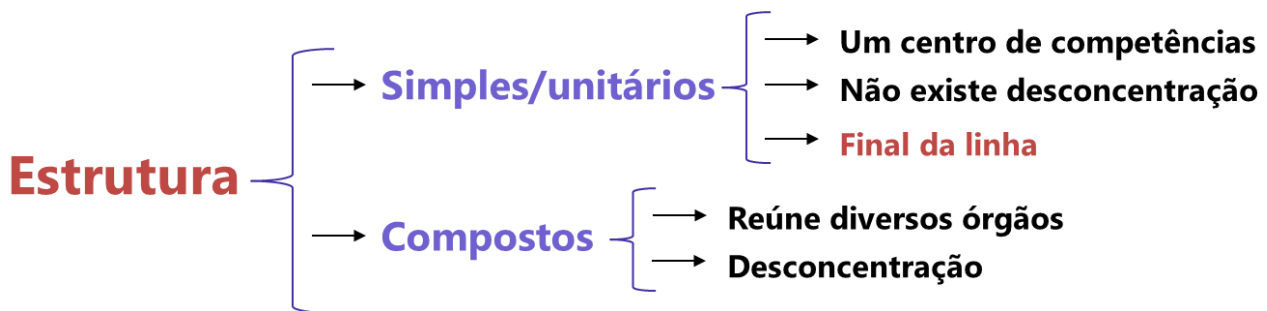 Estrutura
Simples/unitários
Um centro de competências
Não existe desconcentração
Final da linha
Compostos
Reúne diversos órgãos
Desconcentração